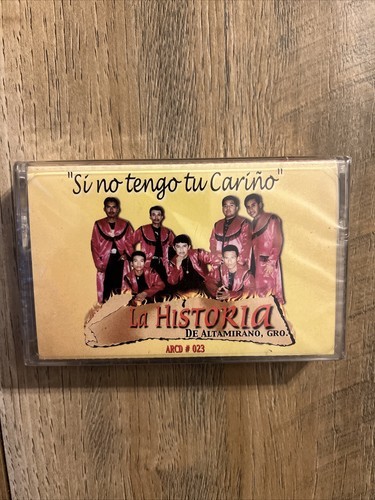 "Si no tengo tu Cariño"
La HisToRia
DE ALTAMIRANO, GRO.
ARCD # 023